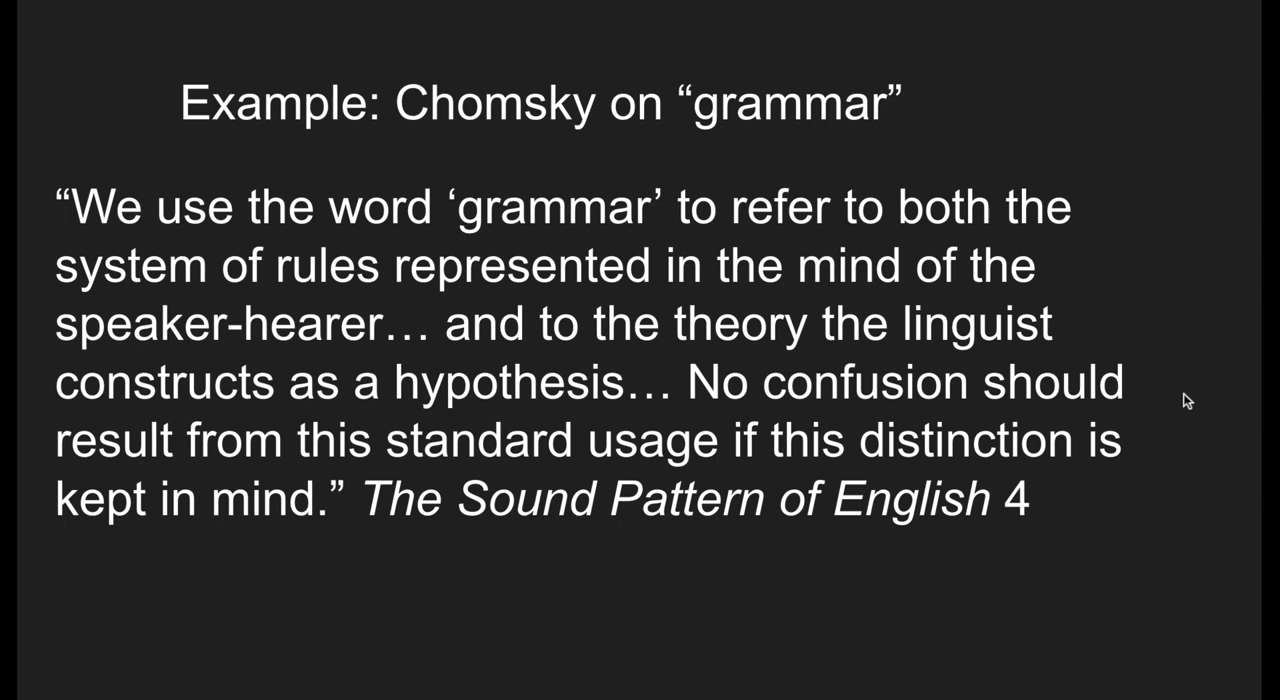 Example: Chomsky on “grammar”
“We use the word ‘grammar’ to refer to both the
system of rules represented in the mind of the
speaker-hearer… and to the theory the linguist
constructs as a hypothesis… No confusion should
result from this standard usage if this distinction is
kept in mind.” The Sound Pattern of English 4